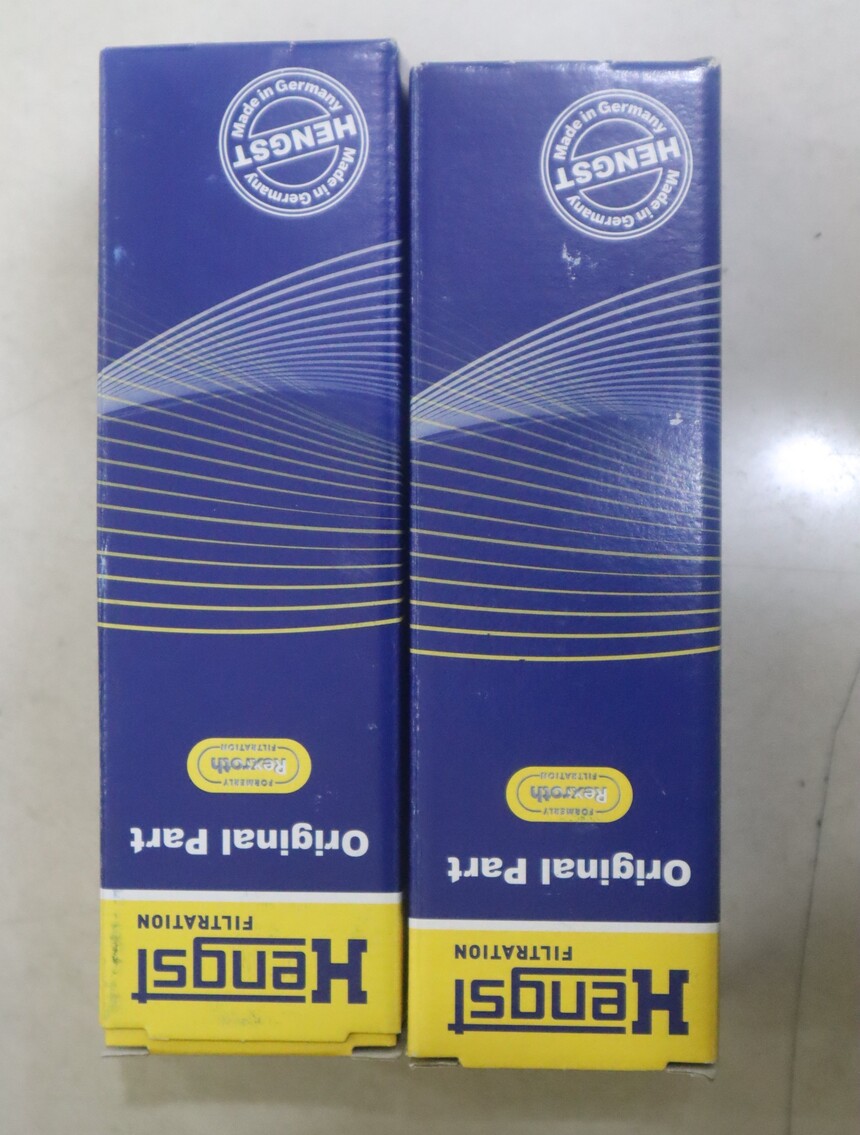 Hengst
FILTRATION
Original Part
FORMERLY
Rexroth
FILTRATION
Made in Germany
HENGST
Made in Germany
Hengst
FILTRATION
Original Part
FORMERLY
Rexroth
FILTRATION
Made in Germany
HENGST
Made in Germany